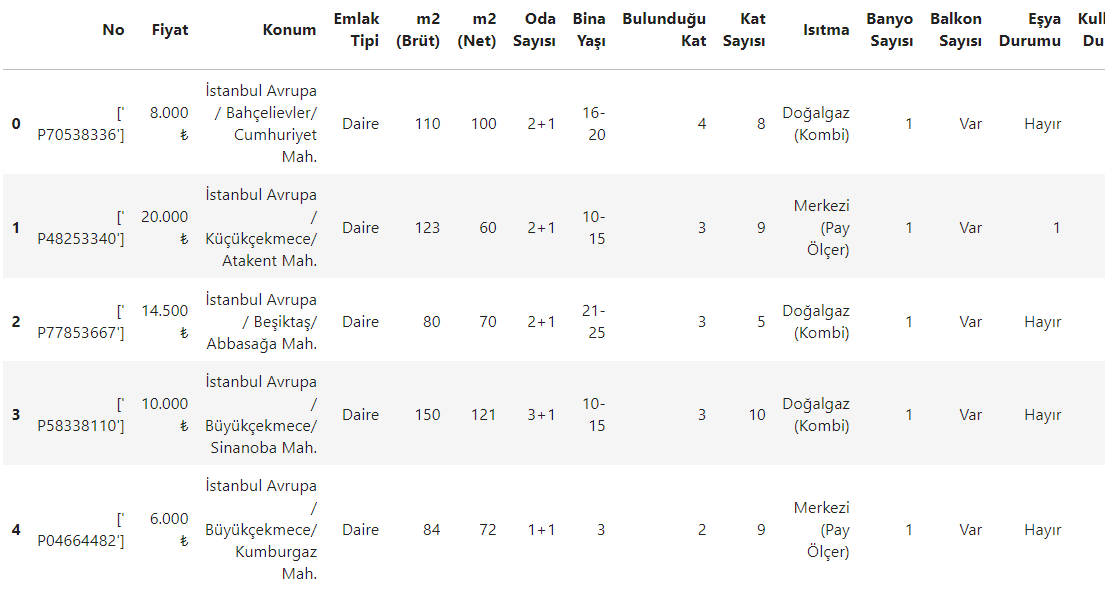 No Fiyat Konum Emlak Tipi m2 (Brüt) m2 (Net) Oda Sayısı Bina Yaşı Bulunduğu Kat Kat Sayısı Isıtma Banyo Sayısı Balkon Sayısı Eşya Durumu Kull Du
0 [' P70538336'] 8.000 ₺ İstanbul Avrupa / Bahçelievler/ Cumhuriyet Mah. Daire 110 100 2+1 16-20 4 8 Doğalgaz (Kombi) 1 Var Hayır
1 [' P48253340'] 20.000 ₺ İstanbul Avrupa / Küçükçekmece/ Atakent Mah. Daire 123 60 2+1 10-15 3 9 Merkezi (Pay Ölçer) 1 Var 1
2 [' P77853667'] 14.500 ₺ İstanbul Avrupa / Beşiktaş/ Abbasağa Mah. Daire 80 70 2+1 21-25 3 5 Doğalgaz (Kombi) 1 Var Hayır
3 [' P58338110'] 10.000 ₺ İstanbul Avrupa / Büyükçekmece/ Sinanoba Mah. Daire 150 121 3+1 10-15 3 10 Doğalgaz (Kombi) 1 Var Hayır
4 [' P04664482'] 6.000 ₺ İstanbul Avrupa / Büyükçekmece/ Kumburgaz Mah. Daire 84 72 1+1 3 2 9 Merkezi (Pay Ölçer) 1 Var Hayır